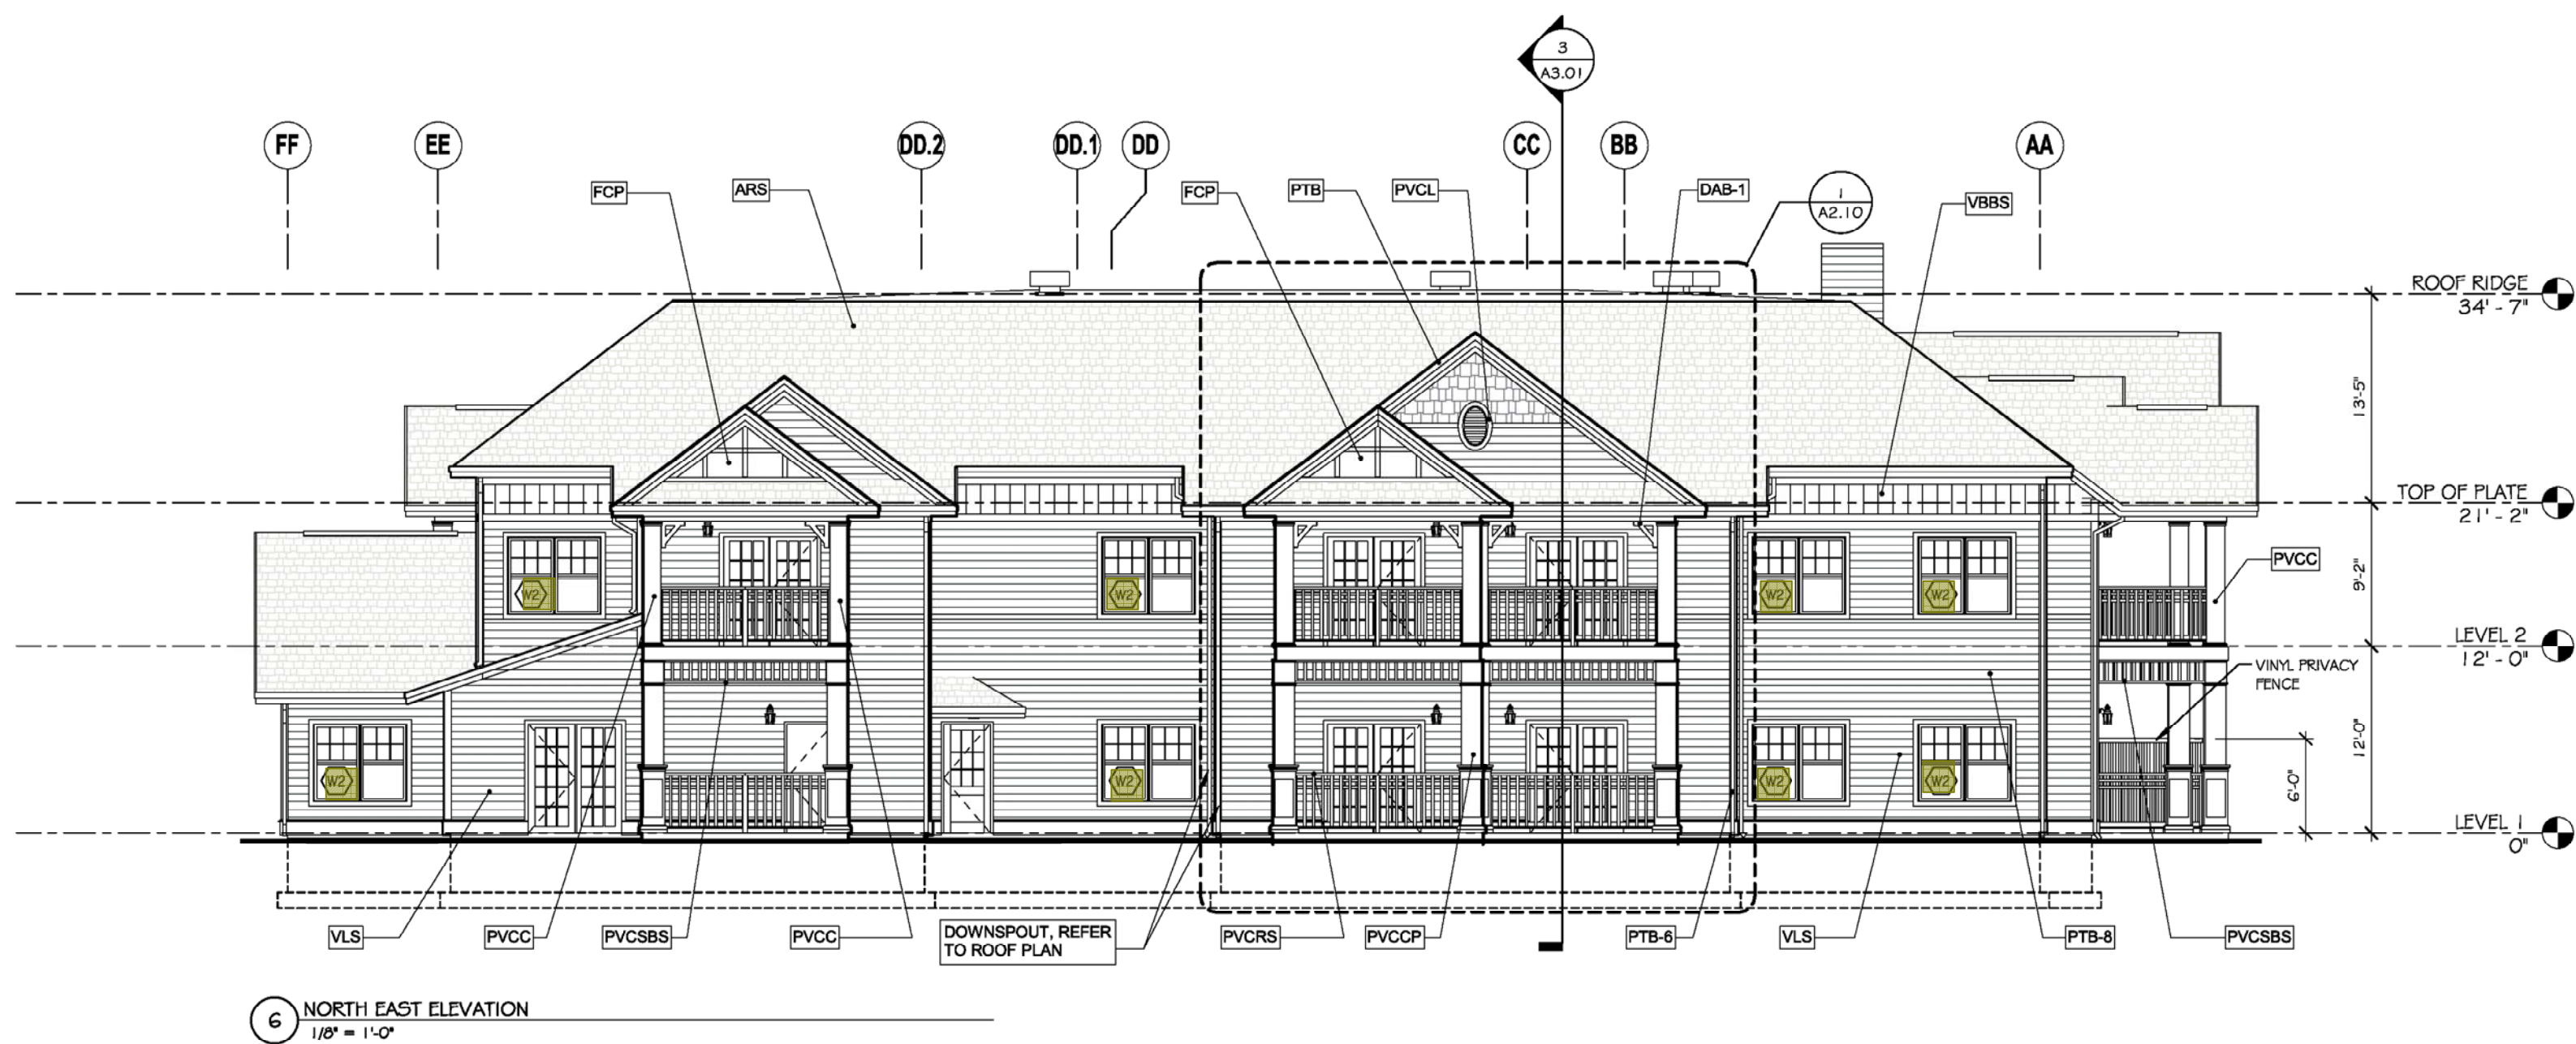 3
A3.01
FF
EE
DD.2
DD.1
DD
CC
BB
AA
FCP
ARS
FCP
PTB
PVCL
DAB-1
1
A2.10
VBBS
ROOF RIDGE
34' - 7"
13'-5"
TOP OF PLATE
21' - 2"
PVCC
9'-2"
W2
W2
W2
W2
LEVEL 2
12' - 0"
VINYL PRIVACY
FENCE
12'-0"
6'-0"
W2
W2
W2
W2
LEVEL 1
0"
VLS
PVCC
PVCSBS
PVCC
DOWNSPOUT, REFER
TO ROOF PLAN
PVCRS
PVCCP
PTB-6
VLS
PTB-8
PVCSBS
6
NORTH EAST ELEVATION
1/8" = 1'-0"